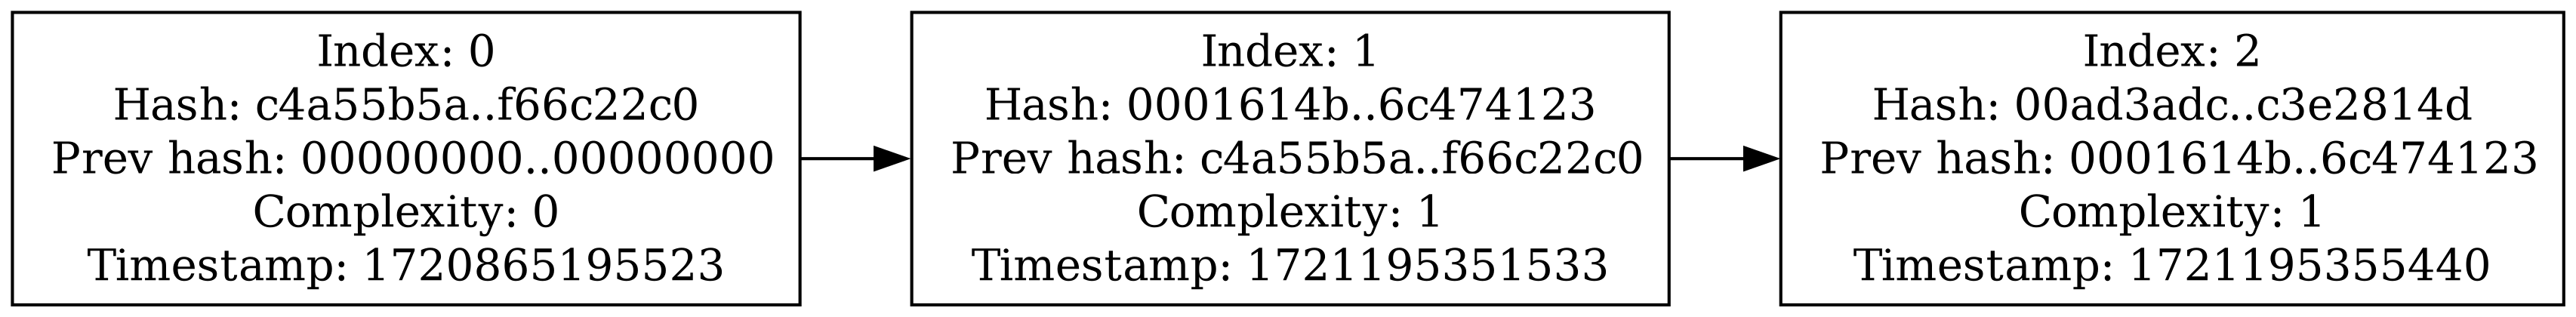 Index: 0
Hash: c4a55b5a..f66c22c0
Prev hash: 00000000..00000000
Complexity: 0
Timestamp: 1720865195523
Index: 1
Hash: 0001614b..6c474123
Prev hash: c4a55b5a..f66c22c0
Complexity: 1
Timestamp: 1721195351533
Index: 2
Hash: 00ad3adc..c3e2814d
Prev hash: 0001614b..6c474123
Complexity: 1
Timestamp: 1721195355440